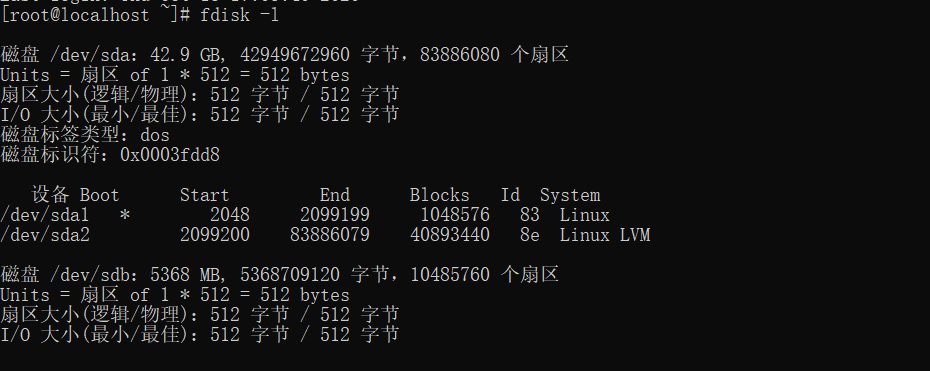 [root@localhost ~]# fdisk -l
磁盘 /dev/sda：42.9 GB, 42949672960 字节，83886080 个扇区
Units = 扇区 of 1 * 512 = 512 bytes
扇区大小(逻辑/物理)：512 字节 / 512 字节
I/O 大小(最小/最佳)：512 字节 / 512 字节
磁盘标签类型：dos
磁盘标识符：0x0003fdd8
设备 Boot Start End Blocks Id System
/dev/sda1 * 2048 2099199 1048576 83 Linux
/dev/sda2 2099200 83886079 40893440 8e Linux LVM
磁盘 /dev/sdb：5368 MB, 5368709120 字节，10485760 个扇区
Units = 扇区 of 1 * 512 = 512 bytes
扇区大小(逻辑/物理)：512 字节 / 512 字节
I/O 大小(最小/最佳)：512 字节 / 512 字节